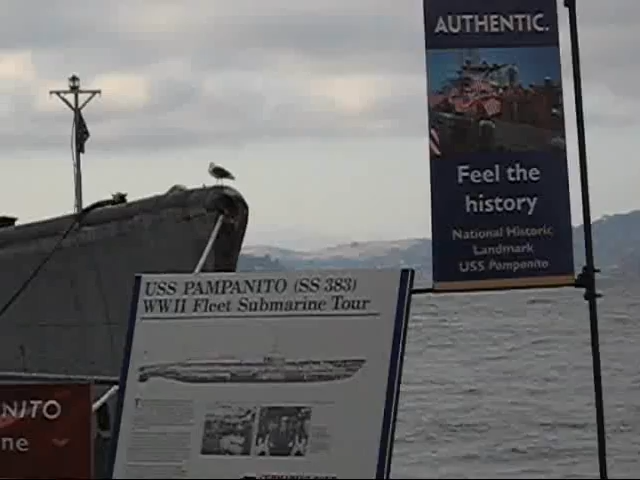 AUTHENTIC.
Feel the
history
National Historic
Landmark
USS Pampanito
USS PAMPANITO (SS 383)
WWII Fleet Submarine Tour
NITO
ne